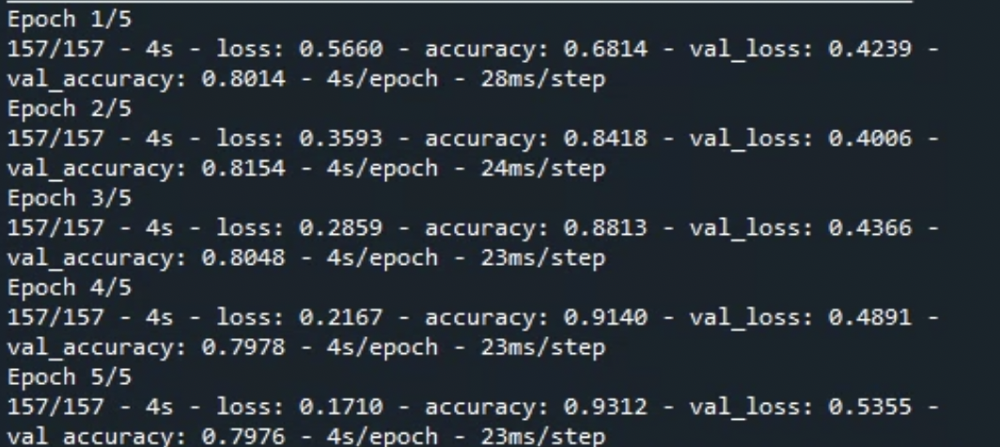 Epoch 1/5
157/157 - 4s - loss: 0.5660 - accuracy: 0.6814 - val_loss: 0.4239 -
val_accuracy: 0.8014 - 4s/epoch - 28ms/step
Epoch 2/5
157/157 - 4s - loss: 0.3593 - accuracy: 0.8418 - val_loss: 0.4006 -
val_accuracy: 0.8154 - 4s/epoch - 24ms/step
Epoch 3/5
157/157 - 4s - loss: 0.2859 - accuracy: 0.8813 - val_loss: 0.4366 -
val_accuracy: 0.8048 - 4s/epoch - 23ms/step
Epoch 4/5
157/157 - 4s - loss: 0.2167 - accuracy: 0.9140 - val_loss: 0.4891 -
val_accuracy: 0.7978 - 4s/epoch - 23ms/step
Epoch 5/5
157/157 - 4s - loss: 0.1710 - accuracy: 0.9312 - val_loss: 0.5355 -
val_accuracy: 0.7976 - 4s/epoch - 23ms/step